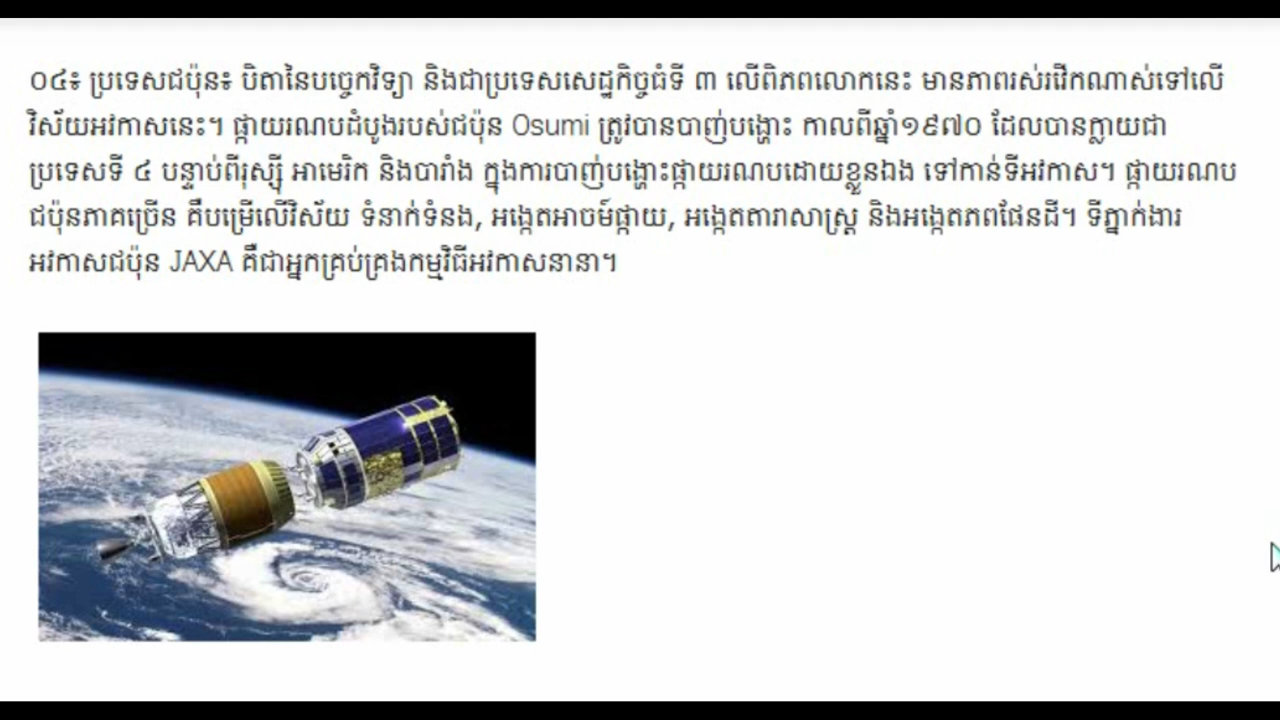 ០៤៖ ប្រទេសជប៉ុន៖ បិតានៃបច្ចេកវិទ្យា និងជាប្រទេសសេដ្ឋកិច្ចធំទី ៣ លើពិភពលោកនេះ មានភាពរស់រវើកណាស់ទៅលើ
វិស័យអវកាសនេះ។ ផ្កាយរណបដំបូងរបស់ជប៉ុន Osumi ត្រូវបានបាញ់បង្ហោះ កាលពីឆ្នាំ១៩៧០ ដែលបានក្លាយជា
ប្រទេសទី ៤ បន្ទាប់ពីរុស្ស៊ី អាមេរិក និងបារាំង ក្នុងការបាញ់បង្ហោះផ្កាយរណបដោយខ្លួនឯង ទៅកាន់ទីអវកាស។ ផ្កាយរណប
ជប៉ុនភាគច្រើន គឺបម្រើលើវិស័យ ទំនាក់ទំនង, អង្កេតអាចម៍ផ្កាយ, អង្កេតតារាសាស្ត្រ និងអង្កេតភពផែនដី។ ទីភ្នាក់ងារ
អវកាសជប៉ុន JAXA គឺជាអ្នកគ្រប់គ្រងកម្មវិធីអវកាសនានា។